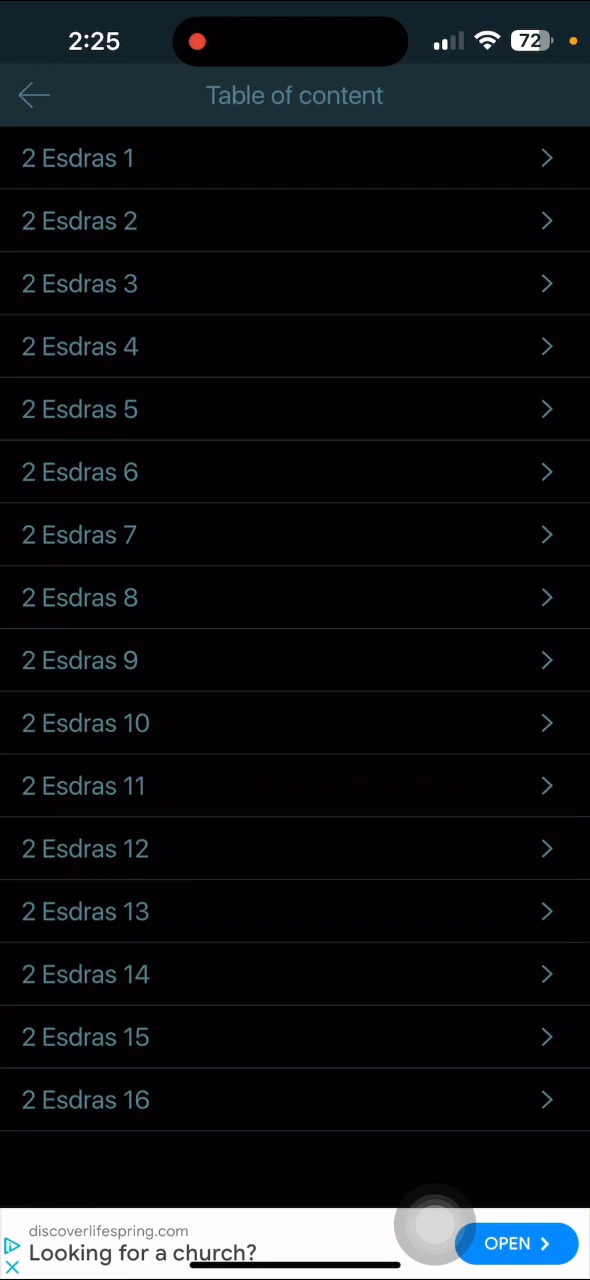 2:25
72
Table of content
2 Esdras 1
2 Esdras 2
2 Esdras 3
2 Esdras 4
2 Esdras 5
2 Esdras 6
2 Esdras 7
2 Esdras 8
2 Esdras 9
2 Esdras 10
2 Esdras 11
2 Esdras 12
2 Esdras 13
2 Esdras 14
2 Esdras 15
2 Esdras 16
discoverlifespring.com
Looking for a church?
OPEN